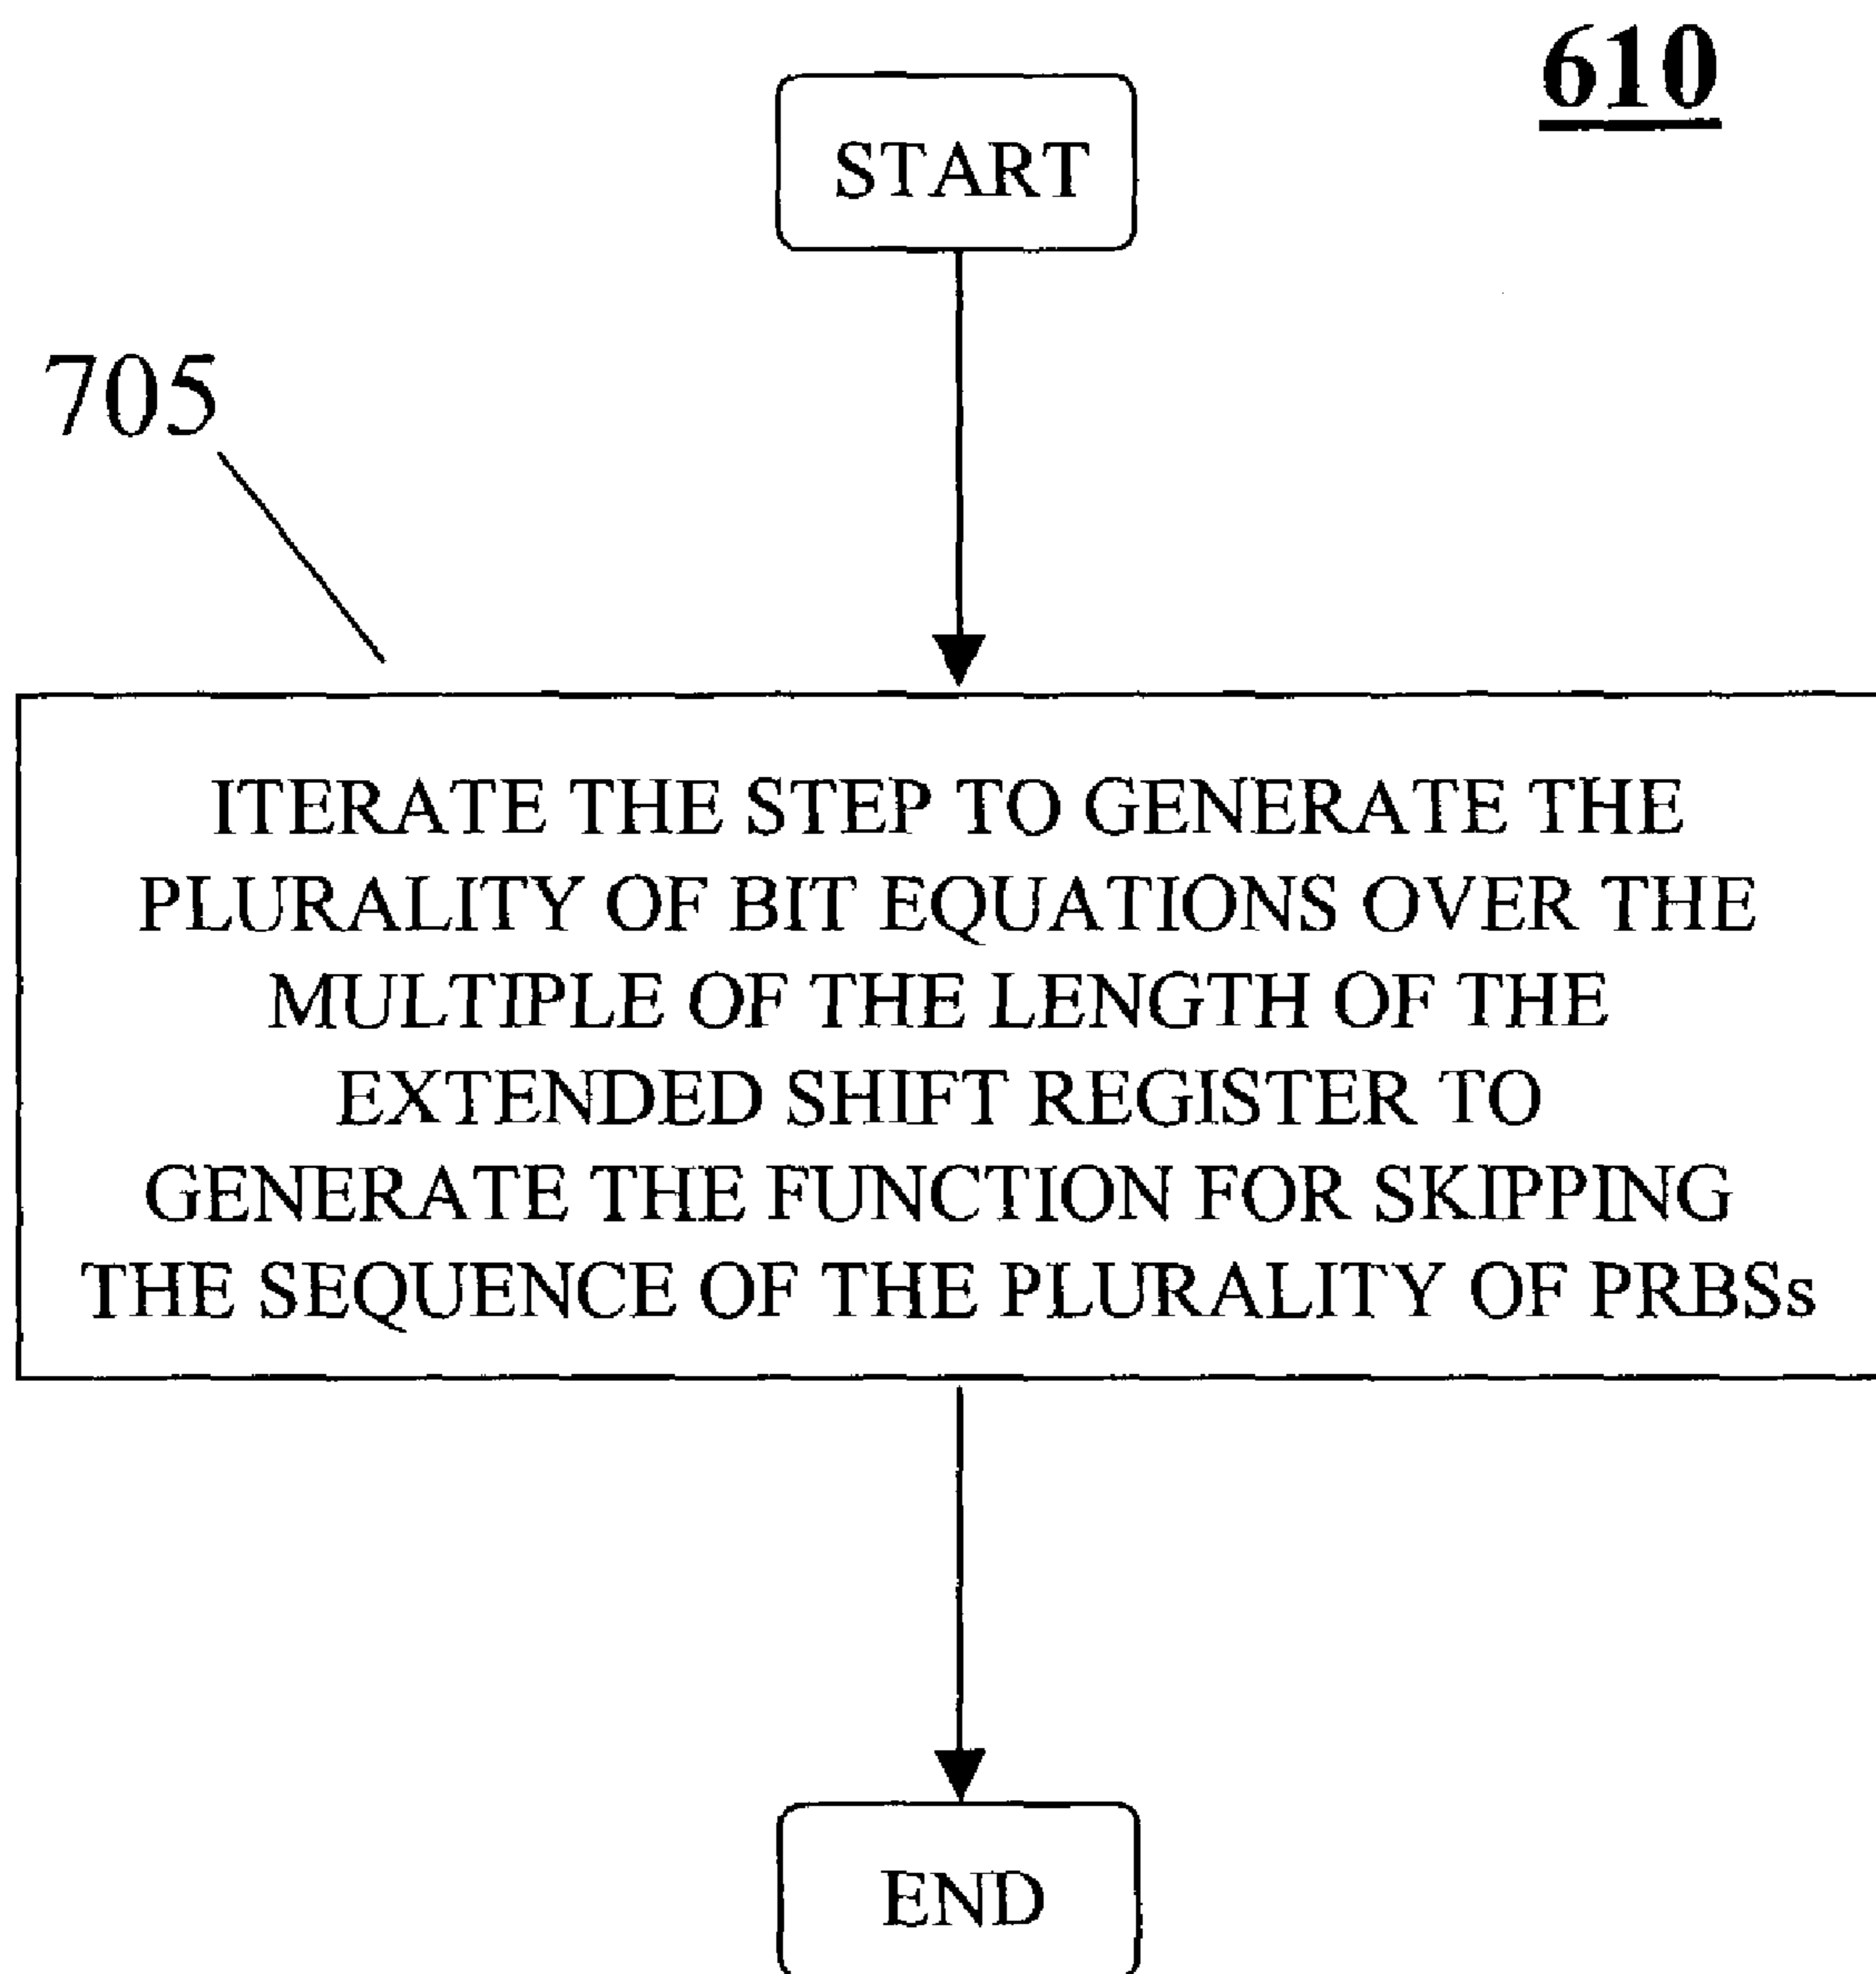 610
START
705
ITERATE THE STEP TO GENERATE THE
PLURALITY OF BIT EQUATIONS OVER THE
MULTIPLE OF THE LENGTH OF THE
EXTENDED SHIFT REGISTER TO
GENERATE THE FUNCTION FOR SKIPPING
THE SEQUENCE OF THE PLURALITY OF PRBSs
END